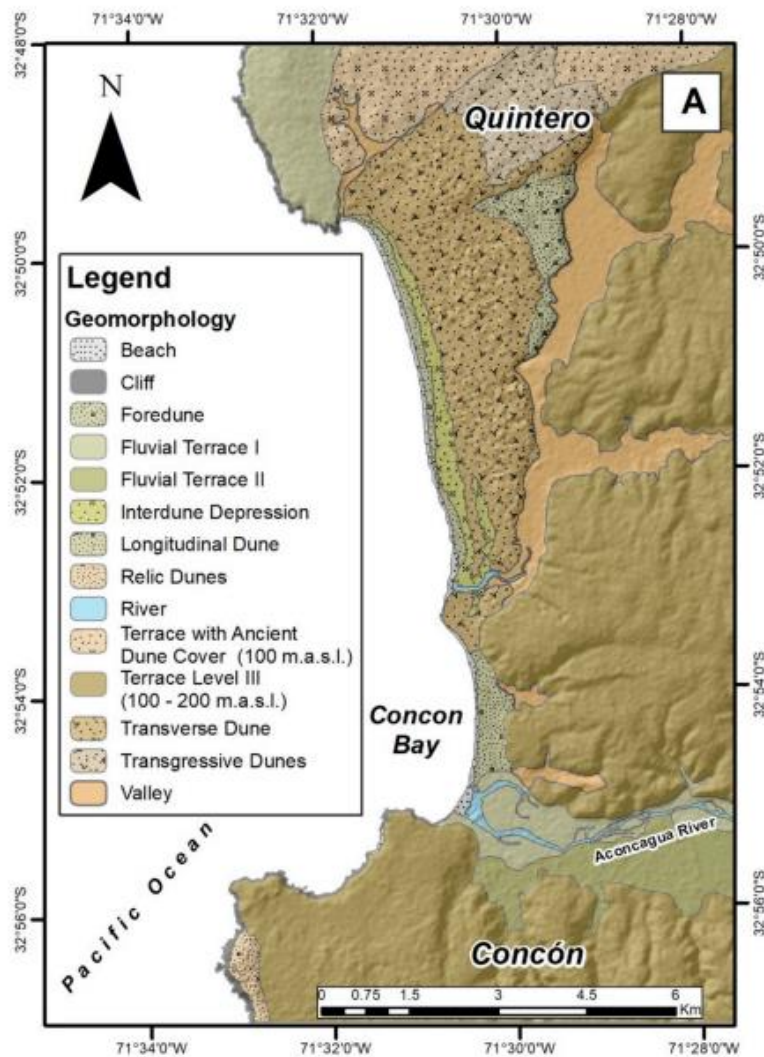 71°34'0"W 71°32'0"W 71°30'0"W 71°28'0"W
32°48'0"S
N
Quintero
A
32°50'0"S
32°50'0"S
Legend
Geomorphology
Beach
Cliff
Foredune
Fluvial Terrace I
Fluvial Terrace II
Interdune Depression
Longitudinal Dune
Relic Dunes
River
Terrace with Ancient
Dune Cover (100 m.a.s.l.)
Terrace Level III
(100 - 200 m.a.s.l.)
Transverse Dune
Transgressive Dunes
Valley
32°52'0"S
32°52'0"S
32°54'0"S
32°54'0"S
Concon
Bay
Aconcagua River
Pacific Ocean
32°56'0"S
32°56'0"S
Concón
0 0.75 1.5 3 4.5 6
Km
71°34'0"W 71°32'0"W 71°30'0"W 71°28'0"W